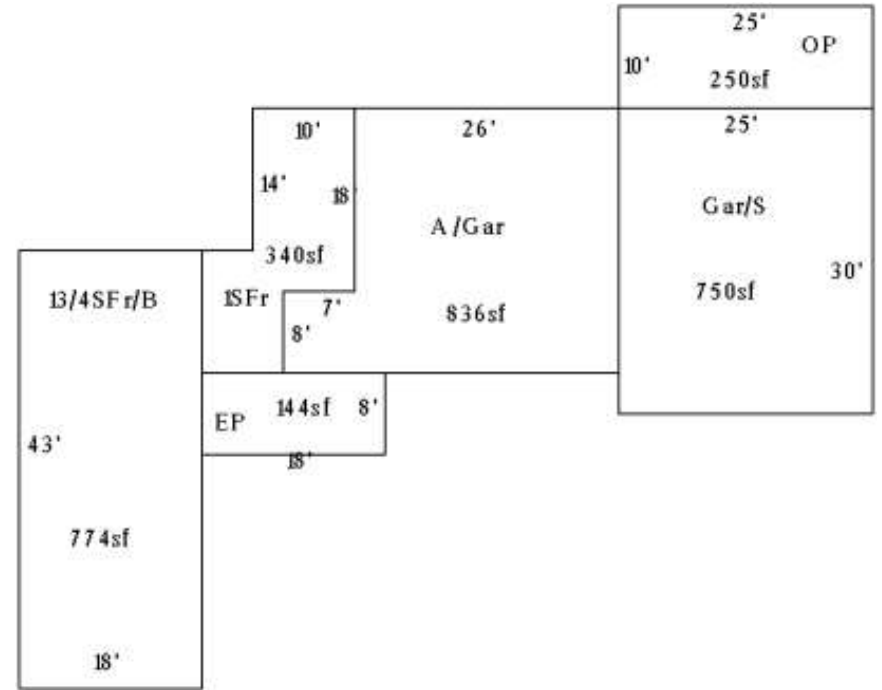 25'
OP
10'
250sf
10'
26'
25'
14'
18
A/Gar
Gar/S
340sf
13/4SFr/B
1SFr
7'
8'
836sf
750sf
30'
EP
144sf
8'
18'
43'
774sf
18'